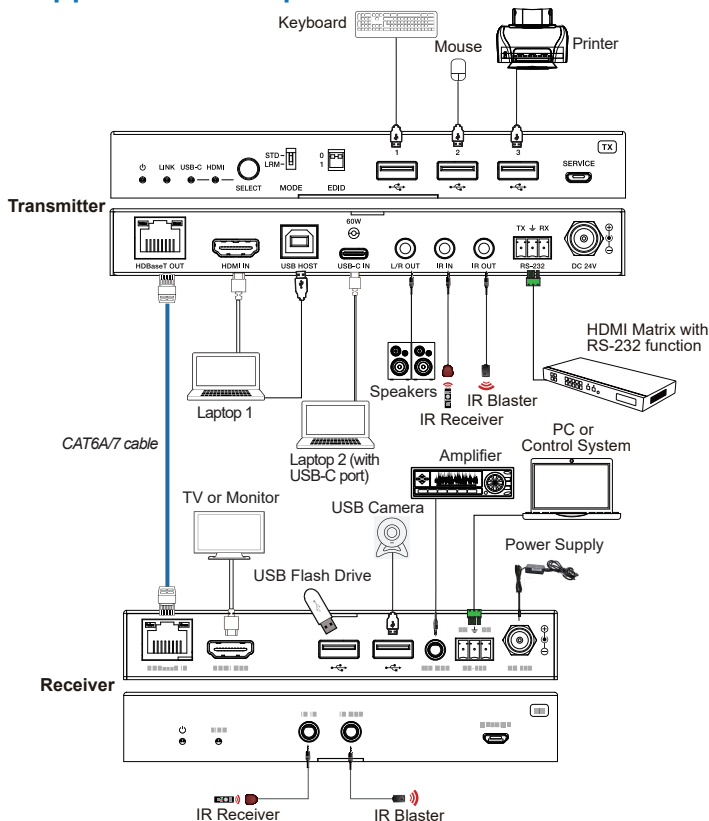 Keyboard
Mouse
Printer
1
2
3
TX
STD
LRM
0
1
SERVICE
LINK
USB-C
HDMI
SELECT
MODE
EDID
Transmitter
60W
TX
RX
HDBaseT OUT
HDMI IN
USB HOST
USB-C IN
L/R OUT
IR IN
IR OUT
RS-232
DC 24V
HDMI Matrix with
RS-232 function
Speakers
IR Blaster
IR Receiver
Laptop 1
Laptop 2 (with
USB-C port)
PC or
Control System
CAT6A/7 cable
Amplifier
TV or Monitor
USB Camera
Power Supply
USB Flash Drive
Receiver
IR Receiver
IR Blaster